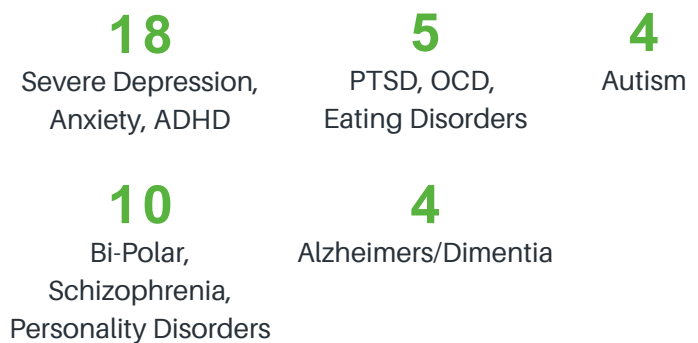 18
Severe Depression,
Anxiety, ADHD
5
PTSD, OCD,
Eating Disorders
4
Autism
10
Bi-Polar,
Schizophrenia,
Personality Disorders
4
Alzheimers/Dimentia